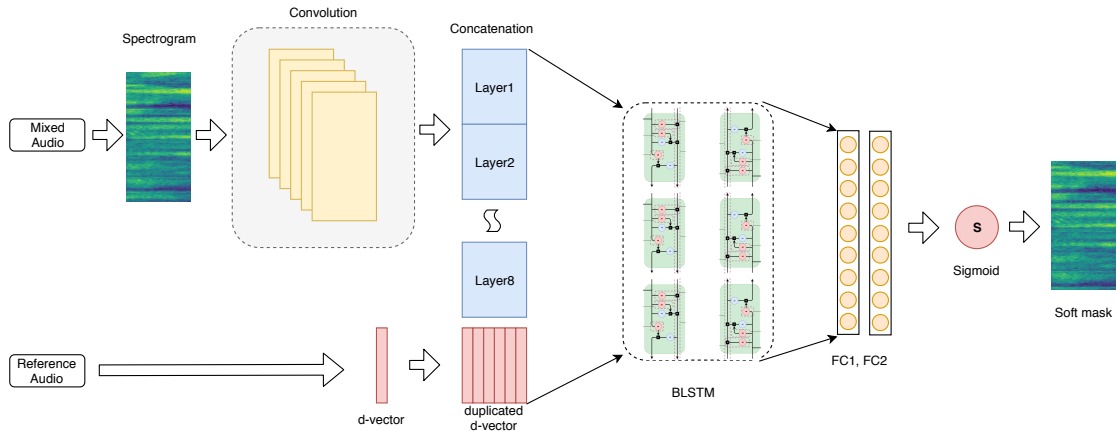 Convolution
Spectrogram
Concatenation
Mixed
Audio
Layer1
Layer2
Layer8
S
Sigmoid
Soft mask
Reference
Audio
d-vector
duplicated
d-vector
BLSTM
FC1, FC2